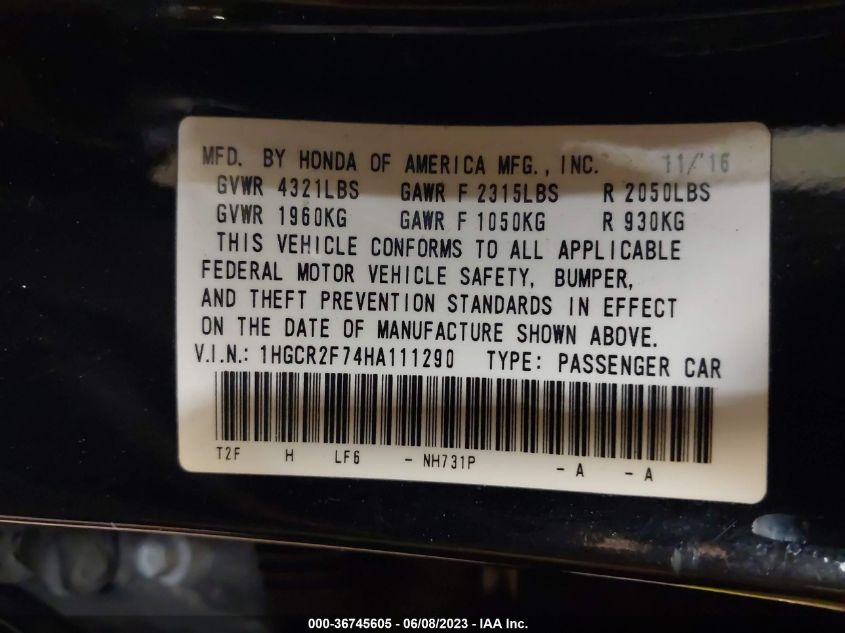 MFD. BY HONDA OF AMERICA MFG., INC. 11/'16
GVWR 4321LBS GAWR F 2315LBS R 2050LBS
GVWR 1960KG GAWR F 1050KG R 930KG
THIS VEHICLE CONFORMS TO ALL APPLICABLE
FEDERAL MOTOR VEHICLE SAFETY, BUMPER,
AND THEFT PREVENTION STANDARDS IN EFFECT
ON THE DATE OF MANUFACTURE SHOWN ABOVE.
V.I.N.: 1HGCR2F74HA111290 TYPE: PASSENGER CAR
T2F H LF6 - NH731P - A - A
000-36745605 - 06/08/2023 - IAA Inc.